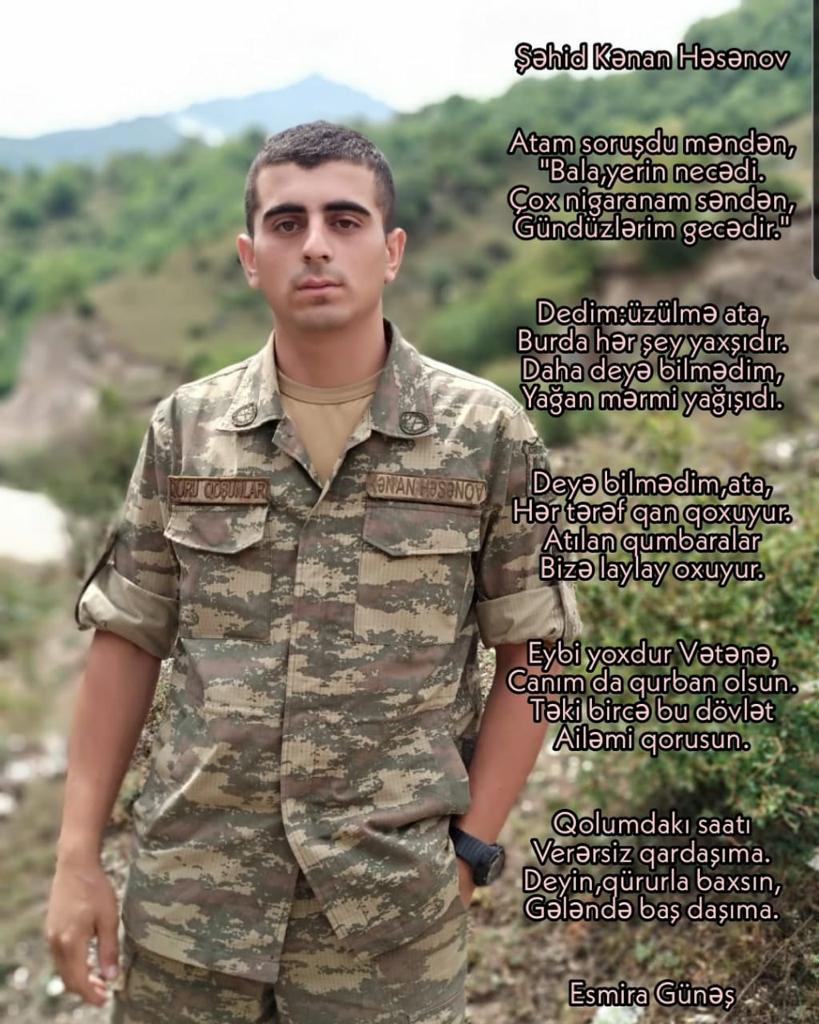 Şəhid Kənan Həsənov
Atam soruşdu məndən,
"Bala,yerin necədi.
Çox nigaranam səndən,
Gündüzlərim gecədir."
Dedim:üzülmə ata,
Burda hər şey yaxşıdır.
Daha deyə bilmədim,
Yağan mərmi yağışıdı.
Deyə bilmədim,ata,
Hər tərəf qan qoxuyur.
Atılan qumbaralar
Bizə laylay oxuyur.
Eybi yoxdur Vətənə,
Canım da qurban olsun.
Təki bircə bu dövlət
Ailəmi qorusun.
Qolumdakı saatı
Verərsiz qardaşıma.
Deyin,qürurla baxsın,
Gələndə baş daşıma.
Esmira Günəş
QURU QOŞUNLAR
KƏNAN HƏSƏNOV